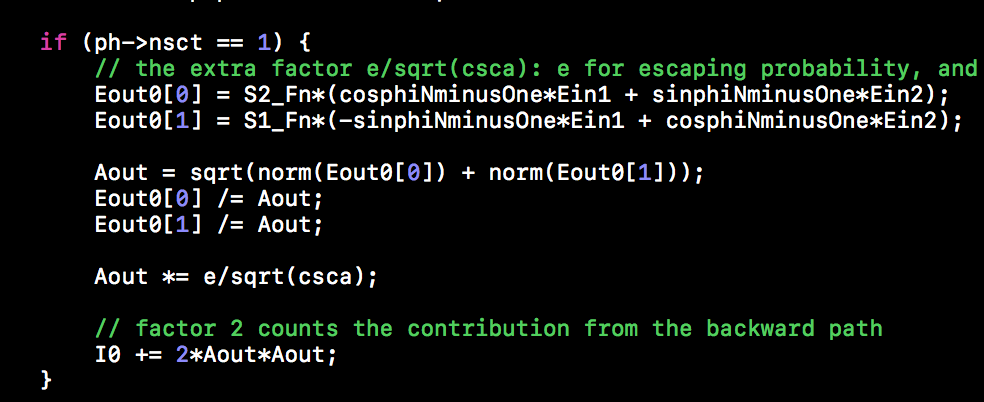 if (ph->nsct == 1) {
// the extra factor e/sqrt(csca): e for escaping probability, and
Eout0[0] = S2_Fn*(cosphiNminusOne*Ein1 + sinphiNminusOne*Ein2);
Eout0[1] = S1_Fn*(-sinphiNminusOne*Ein1 + cosphiNminusOne*Ein2);
Aout = sqrt(norm(Eout0[0]) + norm(Eout0[1]));
Eout0[0] /= Aout;
Eout0[1] /= Aout;
Aout *= e/sqrt(csca);
// factor 2 counts the contribution from the backward path
I0 += 2*Aout*Aout;
}